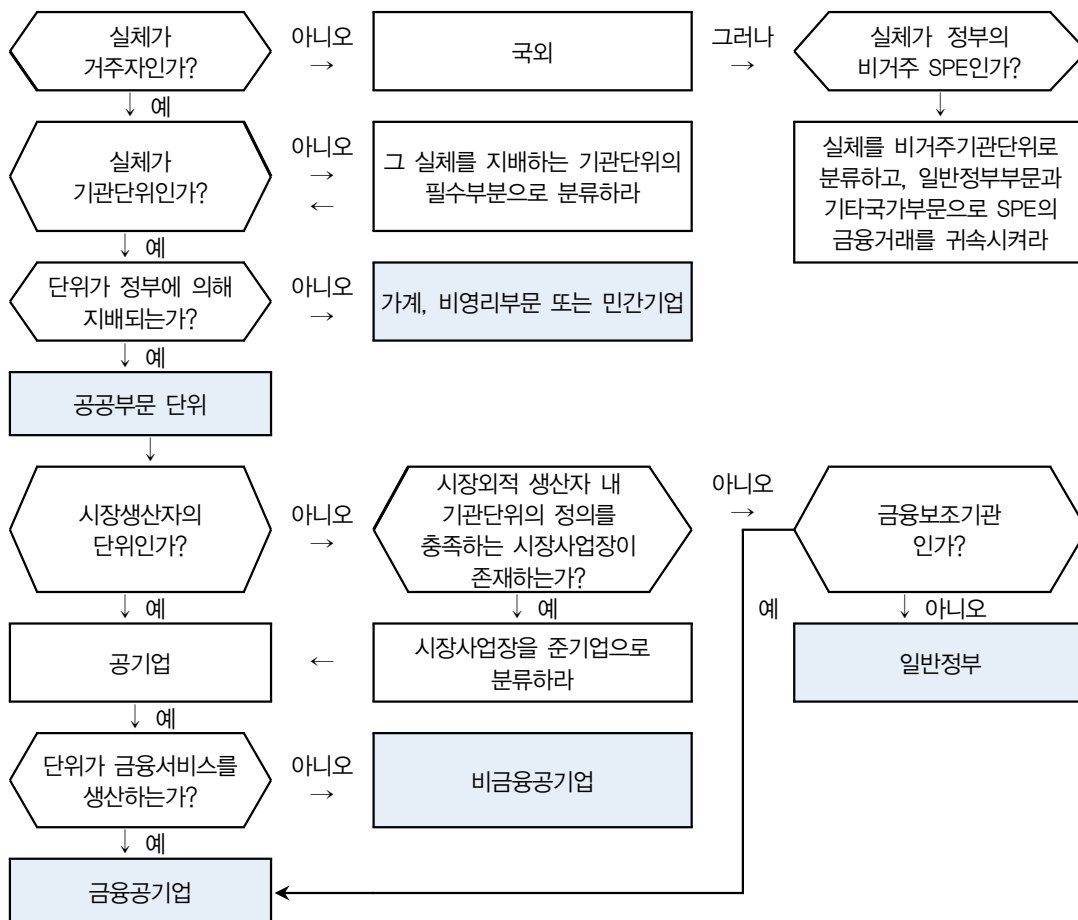 실체가
거주자인가?
아니오
→
국외
그러나
→
실체가 정부의
비거주 SPE인가?
↓ 예
↓
실체가
기관단위인가?
아니오
→
←
그 실체를 지배하는 기관단위의
필수부분으로 분류하라
실체를 비거주기관단위로
분류하고, 일반정부부문과
기타국가부문으로 SPE의
금융거래를 귀속시켜라
↓ 예
단위가 정부에 의해
지배되는가?
아니오
→
가계, 비영리부문 또는 민간기업
↓ 예
공공부문 단위
↓
시장생산자의
단위인가?
아니오
→
시장외적 생산자 내
기관단위의 정의를
충족하는 시장사업장이
존재하는가?
아니오
→
금융보조기관
인가?
↓ 예
↓ 예
예
↓ 아니오
공기업
←
시장사업장을 준기업으로
분류하라
일반정부
↓ 예
단위가 금융서비스를
생산하는가?
아니오
→
비금융공기업
↓ 예
금융공기업